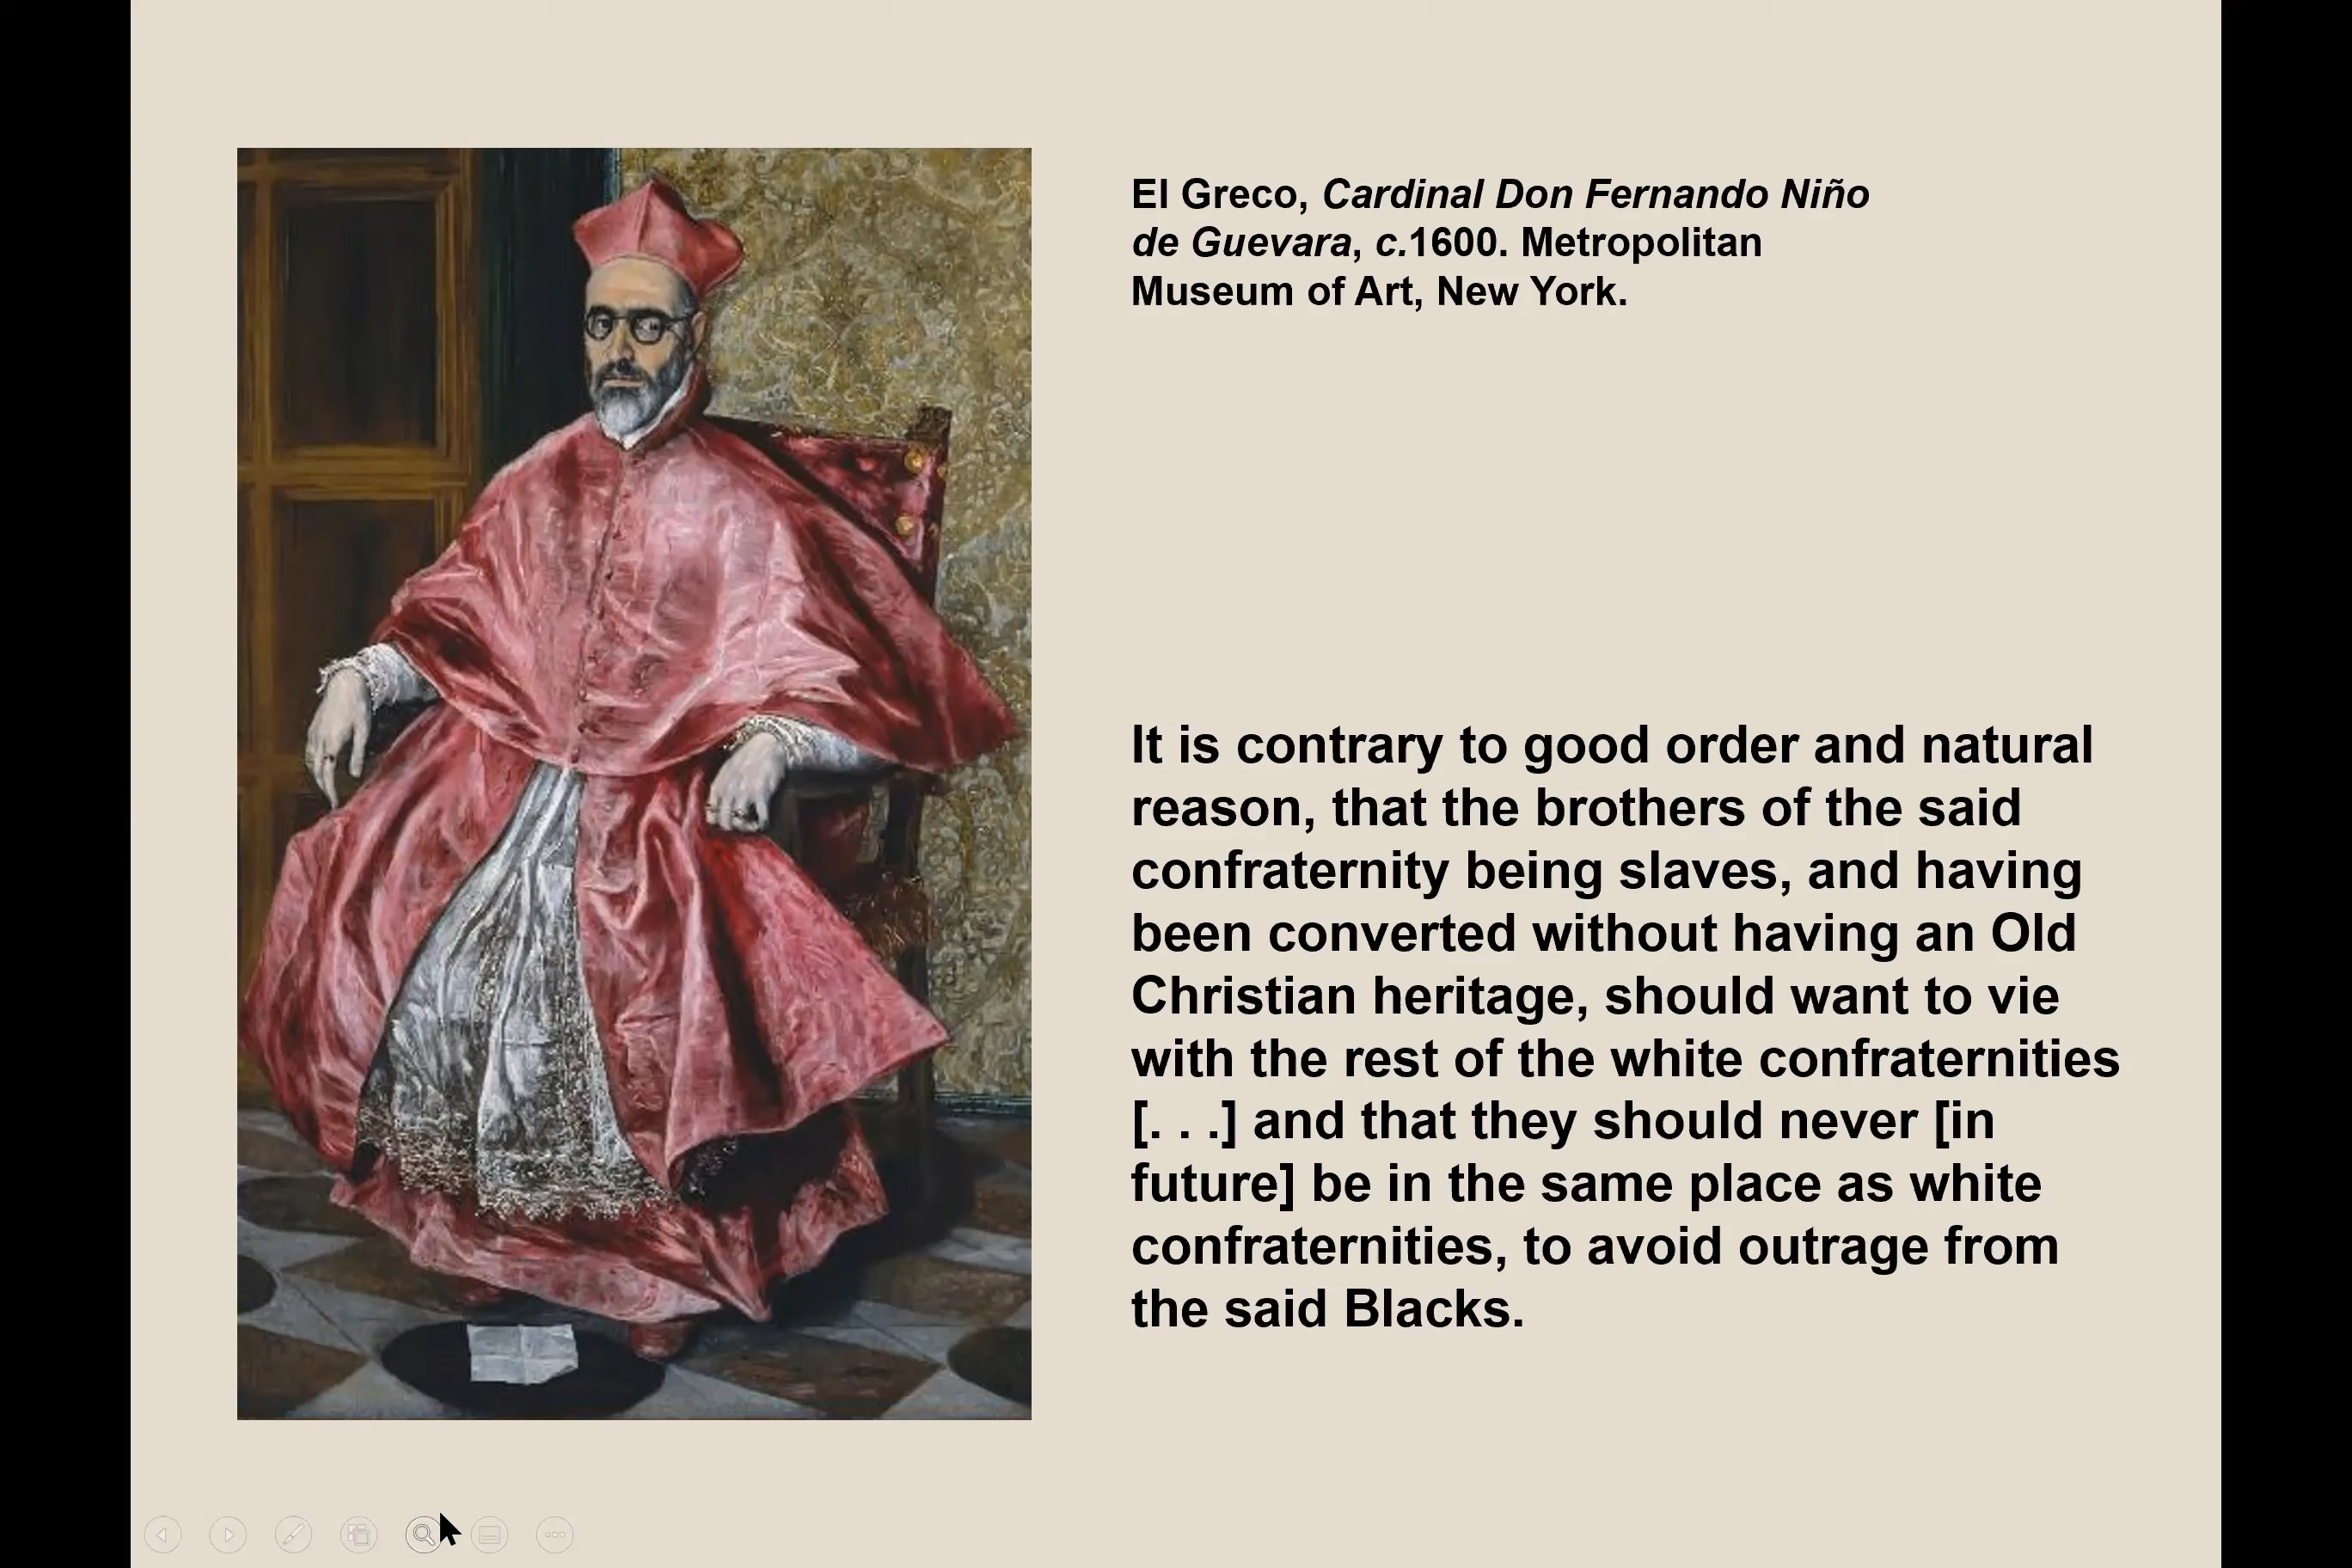 El Greco, Cardinal Don Fernando Niño
de Guevara, c.1600. Metropolitan
Museum of Art, New York.
It is contrary to good order and natural
reason, that the brothers of the said
confraternity being slaves, and having
been converted without having an Old
Christian heritage, should want to vie
with the rest of the white confraternities
[. . .] and that they should never [in
future] be in the same place as white
confraternities, to avoid outrage from
the said Blacks.